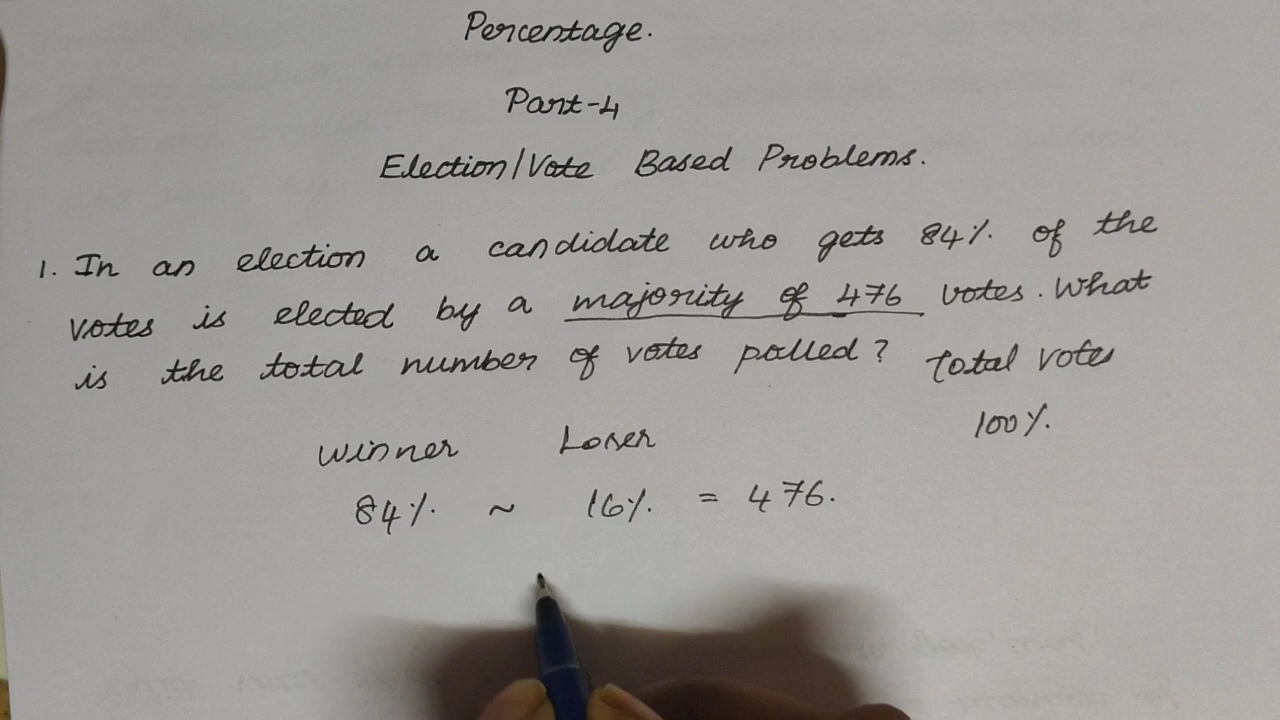 Percentage.
Part-4
Election/Vote Based Problems.
1. In an election a candidate who gets 84% of the
votes is elected by a majority of 476 votes. What
is the total number of votes polled?
Total votes
100%.
Winner Loser
84% ~ 16% = 476.